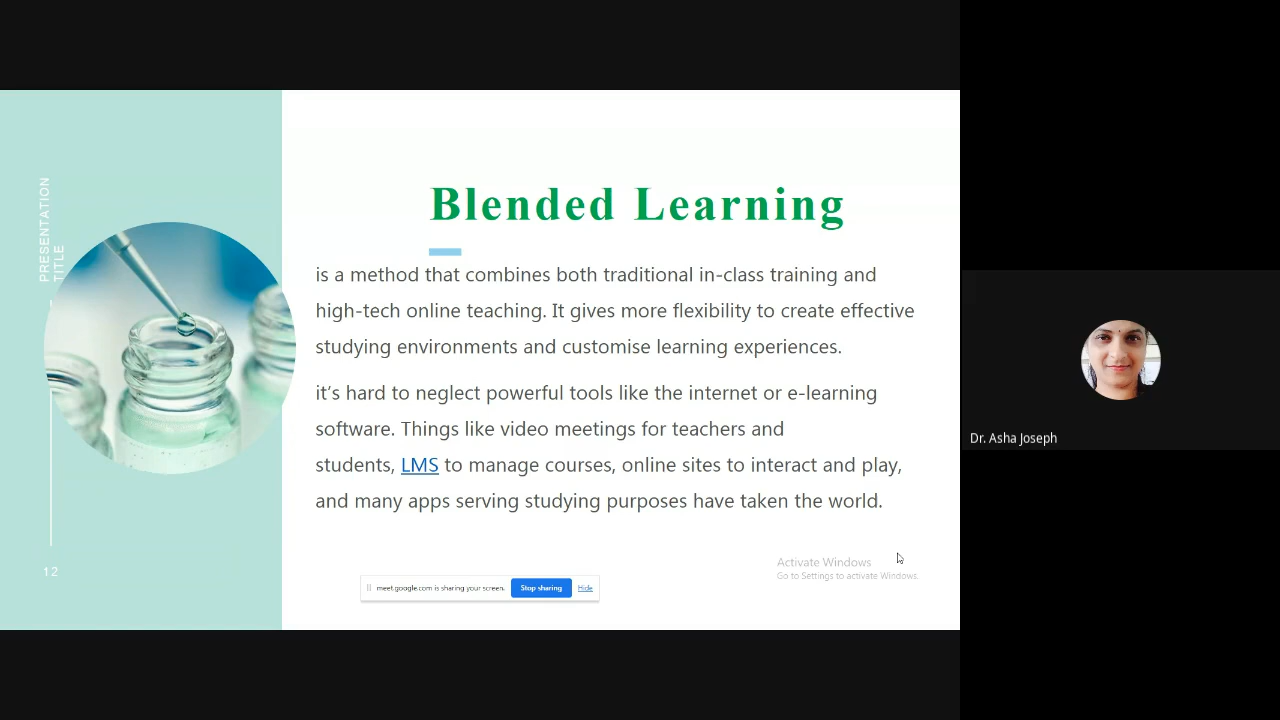 PRESENTATION
TITLE
Blended Learning
is a method that combines both traditional in-class training and
high-tech online teaching. It gives more flexibility to create effective
studying environments and customise learning experiences.
it's hard to neglect powerful tools like the internet or e-learning
software. Things like video meetings for teachers and
students, LMS to manage courses, online sites to interact and play,
and many apps serving studying purposes have taken the world.
12
Activate Windows
Go to Settings to activate Windows.
meet.google.com is sharing your screen.
Stop sharing
Hide
Dr. Asha Joseph